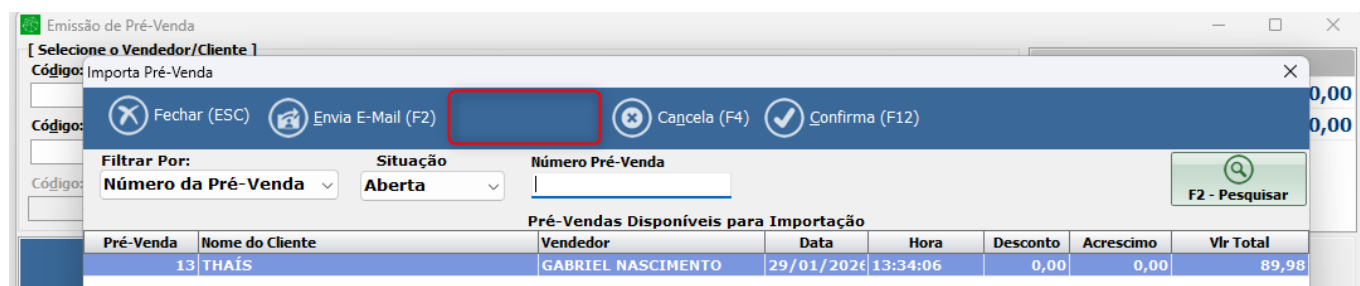 Emissão de Pré-Venda
[ Selecione o Vendedor/Cliente ]
Código:
Importa Pré-Venda
Fechar (ESC) Envia E-Mail (F2) Cancela (F4) Confirma (F12)
0,00
Código:
0,00
Filtrar Por: Situação Número Pré-Venda
Código:
Número da Pré-Venda Aberta
F2 - Pesquisar
Pré-Vendas Disponíveis para Importação
Pré-Venda Nome do Cliente Vendedor Data Hora Desconto Acrescimo Vlr Total
13 THAÍS GABRIEL NASCIMENTO 29/01/2026 13:34:06 0,00 0,00 89,98